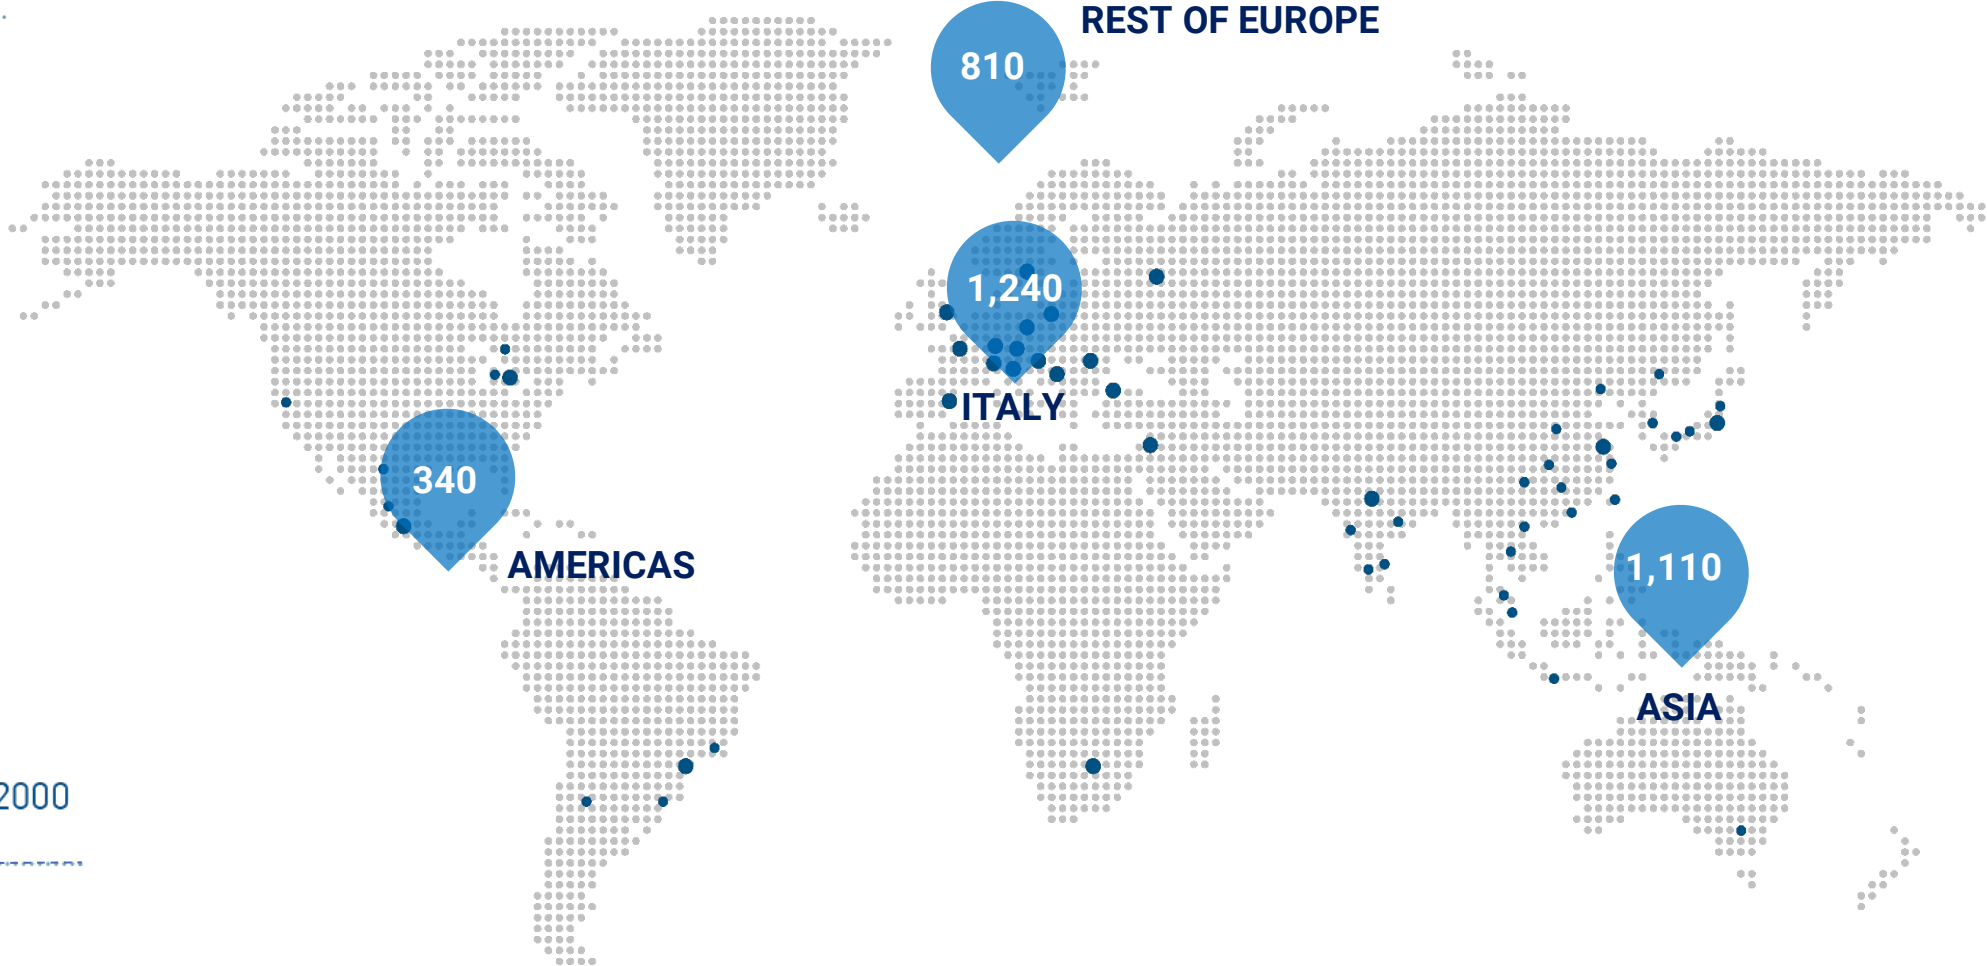 REST OF EUROPE
810
1,240
ITALY
340
AMERICAS
1,110
ASIA
2000